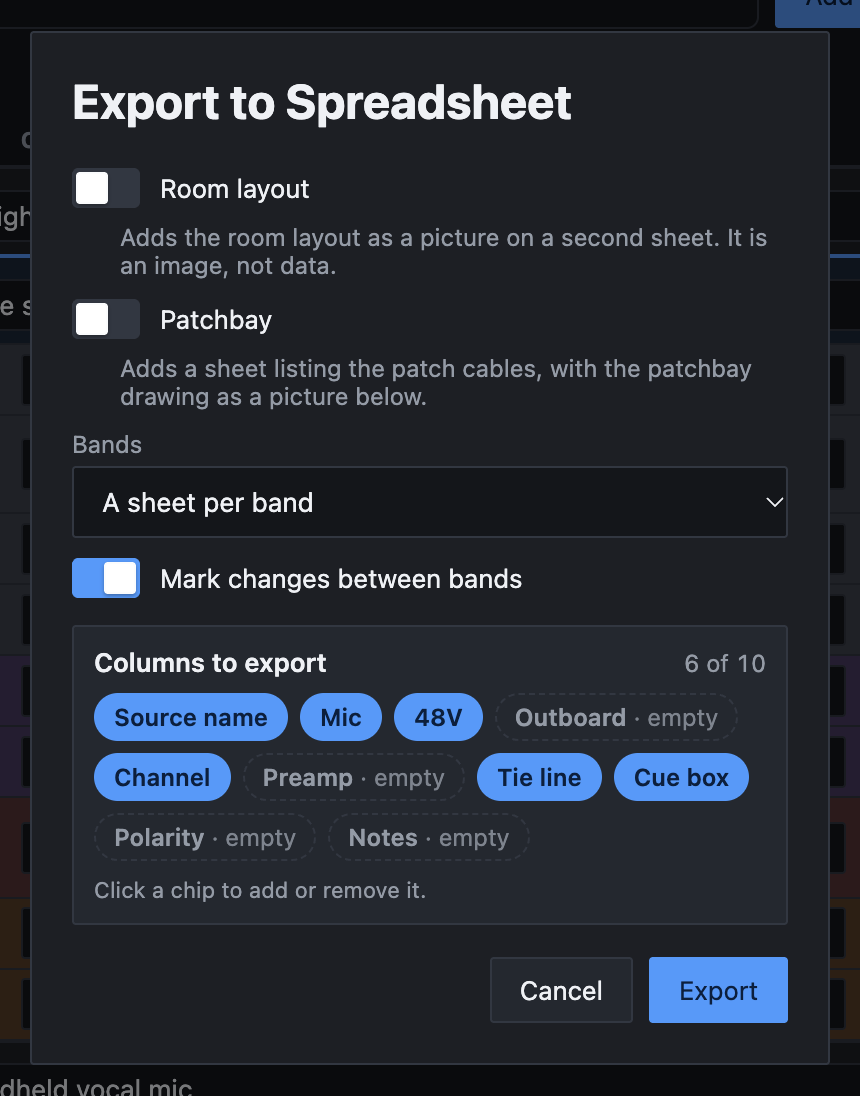 Add
Export to Spreadsheet
Room layout
Adds the room layout as a picture on a second sheet. It is
an image, not data.
Patchbay
Adds a sheet listing the patch cables, with the patchbay
drawing as a picture below.
Bands
A sheet per band
Mark changes between bands
Columns to export 6 of 10
Source name Mic 48V Outboard · empty
Channel Preamp · empty Tie line Cue box
Polarity · empty Notes · empty
Click a chip to add or remove it.
Cancel Export
vocal mic